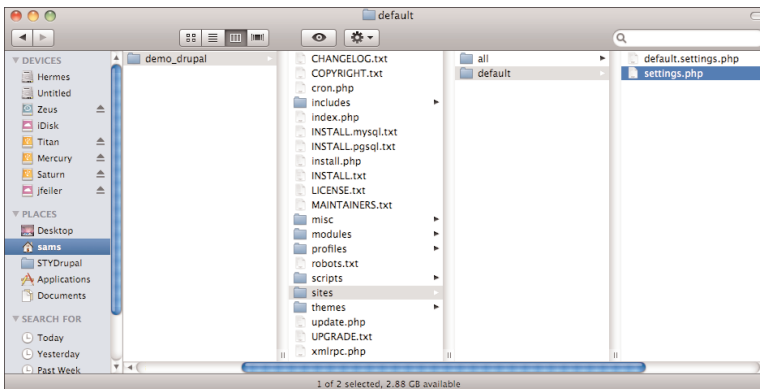 default
DEVICES
Hermes
Untitled
Zeus
iDisk
Titan
Mercury
Saturn
jfeiler
PLACES
Desktop
sams
STYDrupal
Applications
Documents
SEARCH FOR
Today
Yesterday
Past Week
demo_drupal
CHANGELOG.txt
COPYRIGHT.txt
cron.php
includes
index.php
INSTALL.mysql.txt
INSTALL.pgsql.txt
install.php
INSTALL.txt
LICENSE.txt
MAINTAINERS.txt
misc
modules
profiles
robots.txt
scripts
sites
themes
update.php
UPGRADE.txt
xmlrpc.php
all
default
default.settings.php
settings.php
1 of 2 selected, 2.88 GB available